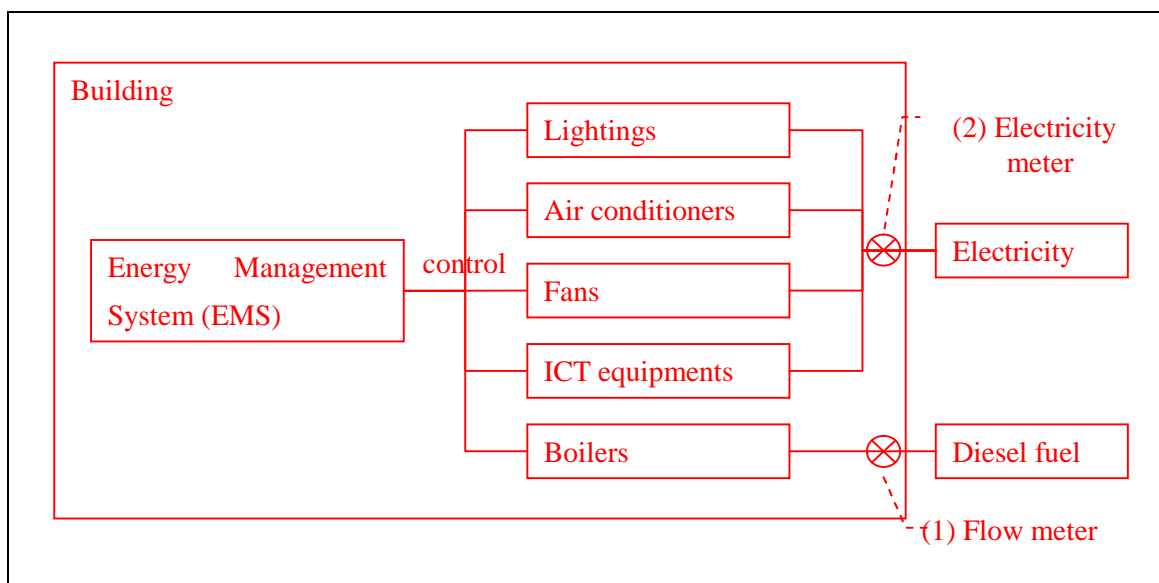 Building
Lightings
(2) Electricity
meter
Air conditioners
Energy Management
System (EMS)
control
Electricity
Fans
ICT equipments
Boilers
Diesel fuel
(1) Flow meter